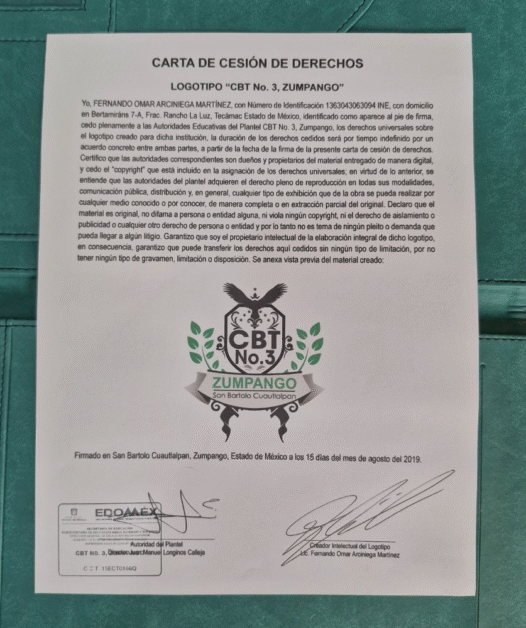 CARTA DE CESIÓN DE DERECHOS
LOGOTIPO “CBT No. 3, ZUMPANGO”
Yo, FERNANDO OMAR ARCINIEGA MARTÍNEZ, con Número de Identificación 1363043063094 INE, con domicilio
en Bertamiráns 7-A, Frac. Rancho La Luz, Tecámac Estado de México, identificado como aparece al pie de firma,
cedo plenamente a las Autoridades Educativas del Plantel CBT No. 3, Zumpango, los derechos universales sobre
el logotipo creado para dicha institución, la duración de los derechos cedidos será por tiempo indefinido por un
acuerdo concreto entre ambas partes, a partir de la fecha de la firma de la presente carta de cesión de derechos.
Certifico que las autoridades correspondientes son dueños y propietarios del material entregado de manera digital,
y cedo el "copyright" que está incluido en la asignación de los derechos universales; en virtud de lo anterior, se
entiende que las autoridades del plantel adquieren el derecho pleno de reproducción en todas sus modalidades,
comunicación pública, distribución y, en general, cualquier tipo de exhibición que de la obra se pueda realizar por
cualquier medio conocido o por conocer, de manera completa o en extracción parcial del original. Declaro que el
material es original, no difama a persona o entidad alguna, ni viola ningún copyright, ni el derecho de aislamiento o
publicidad o cualquier otro derecho de persona o entidad y por lo tanto no es tema de ningún pleito o demanda que
pueda llegar a algún litigio. Garantizo que soy el propietario intelectual de la elaboración integral de dicho logotipo,
en consecuencia, garantizo que puede transferir los derechos aquí cedidos sin ningún tipo de limitación, por no
tener ningún tipo de gravamen, limitación o disposición. Se anexa vista previa del material creado:
CBT
No.3
ZUMPANGO
San Bartolo Cuautlalpan
Firmado en San Bartolo Cuautlalpan, Zumpango, Estado de México a los 15 días del mes de agosto del 2019.
EDOMÉX
Autoridad del Plantel
CBT NO. 3, Director Juan Manuel Longinos Calleja
Creador Intelectual del Logotipo
Lic. Fernando Omar Arciniega Martínez